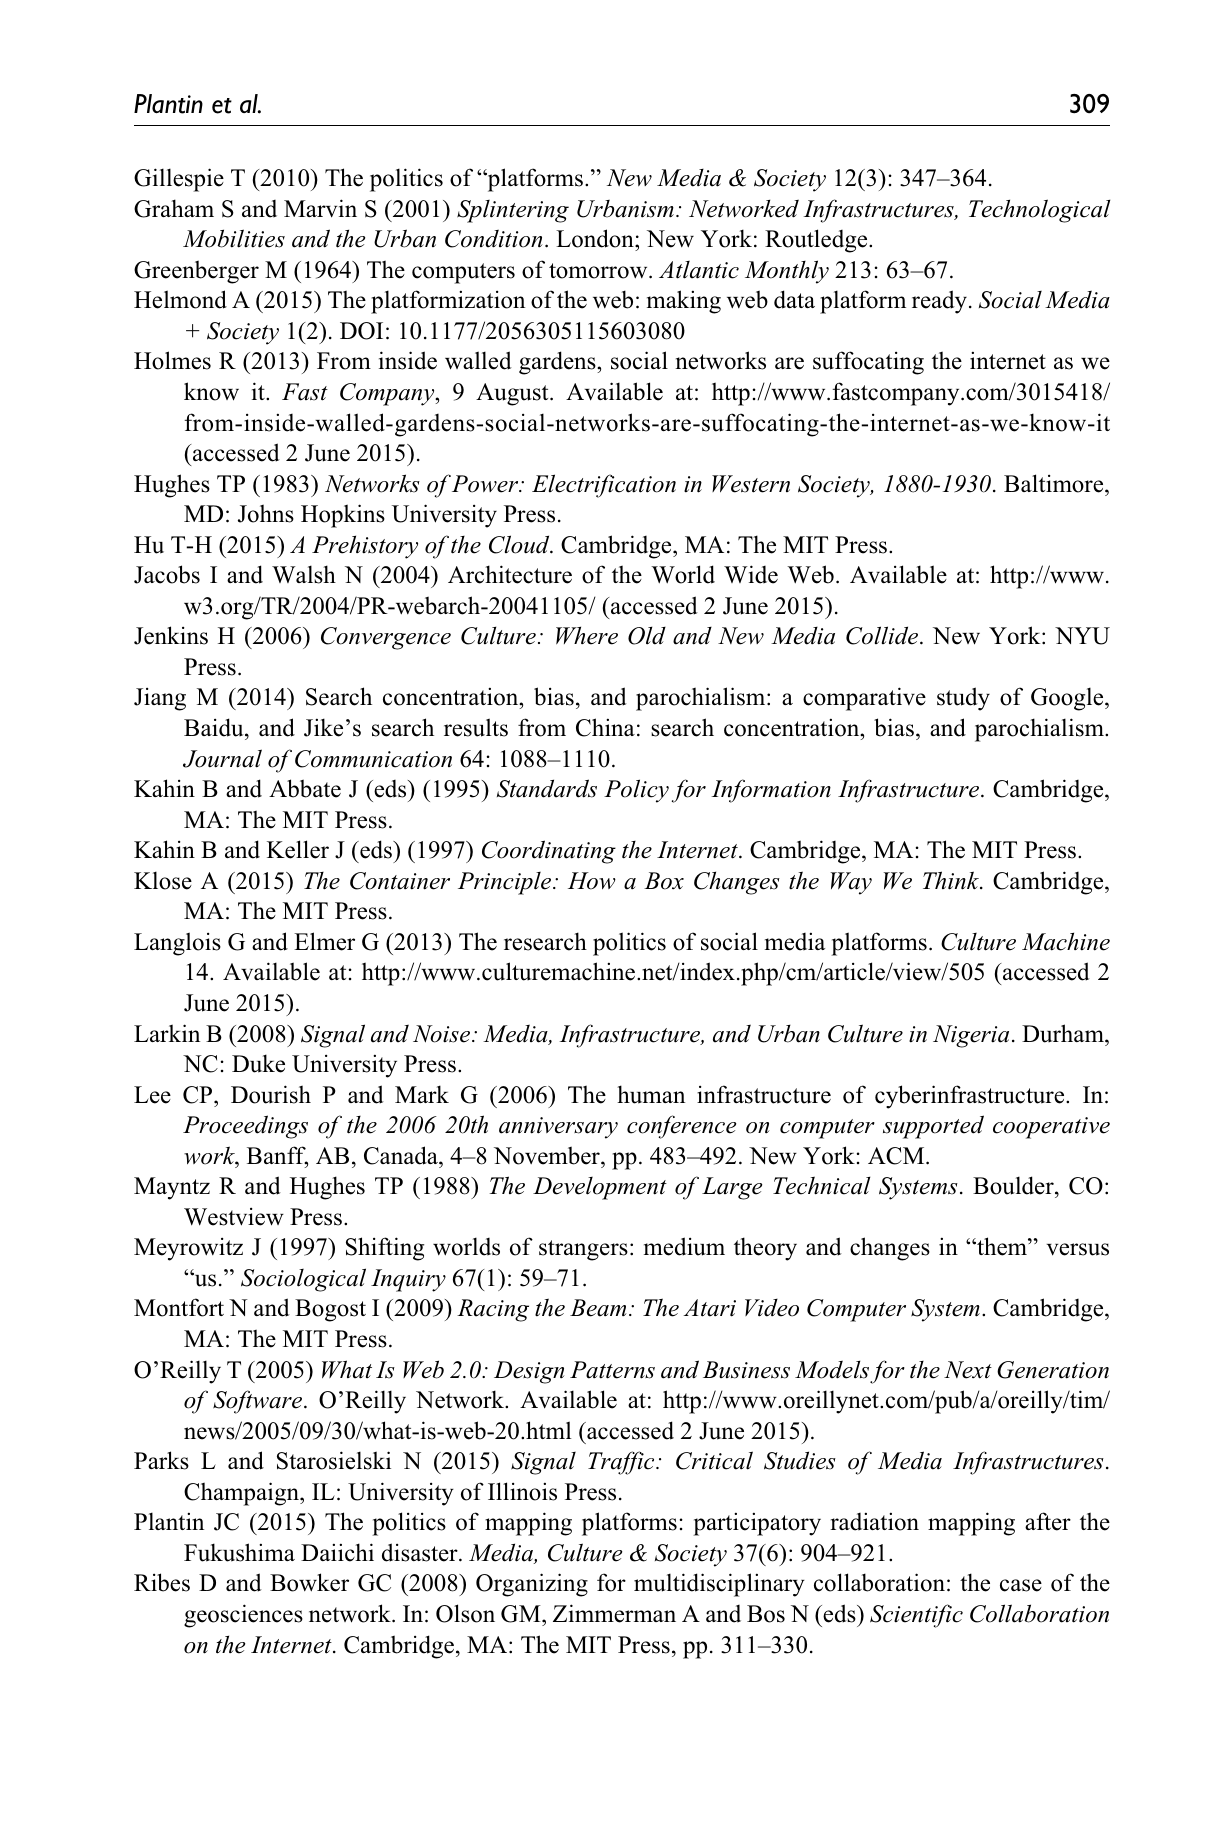 Plantin et al. 309
Gillespie T (2010) The politics of “platforms.” New Media & Society 12(3): 347–364.
Graham S and Marvin S (2001) Splintering Urbanism: Networked Infrastructures, Technological
Mobilities and the Urban Condition. London; New York: Routledge.
Greenberger M (1964) The computers of tomorrow. Atlantic Monthly 213: 63–67.
Helmond A (2015) The platformization of the web: making web data platform ready. Social Media
+ Society 1(2). DOI: 10.1177/2056305115603080
Holmes R (2013) From inside walled gardens, social networks are suffocating the internet as we
know it. Fast Company, 9 August. Available at: http://www.fastcompany.com/3015418/
from-inside-walled-gardens-social-networks-are-suffocating-the-internet-as-we-know-it
(accessed 2 June 2015).
Hughes TP (1983) Networks of Power: Electrification in Western Society, 1880-1930. Baltimore,
MD: Johns Hopkins University Press.
Hu T-H (2015) A Prehistory of the Cloud. Cambridge, MA: The MIT Press.
Jacobs I and Walsh N (2004) Architecture of the World Wide Web. Available at: http://www.
w3.org/TR/2004/PR-webarch-20041105/ (accessed 2 June 2015).
Jenkins H (2006) Convergence Culture: Where Old and New Media Collide. New York: NYU
Press.
Jiang M (2014) Search concentration, bias, and parochialism: a comparative study of Google,
Baidu, and Jike’s search results from China: search concentration, bias, and parochialism.
Journal of Communication 64: 1088–1110.
Kahin B and Abbate J (eds) (1995) Standards Policy for Information Infrastructure. Cambridge,
MA: The MIT Press.
Kahin B and Keller J (eds) (1997) Coordinating the Internet. Cambridge, MA: The MIT Press.
Klose A (2015) The Container Principle: How a Box Changes the Way We Think. Cambridge,
MA: The MIT Press.
Langlois G and Elmer G (2013) The research politics of social media platforms. Culture Machine
14. Available at: http://www.culturemachine.net/index.php/cm/article/view/505 (accessed 2
June 2015).
Larkin B (2008) Signal and Noise: Media, Infrastructure, and Urban Culture in Nigeria. Durham,
NC: Duke University Press.
Lee CP, Dourish P and Mark G (2006) The human infrastructure of cyberinfrastructure. In:
Proceedings of the 2006 20th anniversary conference on computer supported cooperative
work, Banff, AB, Canada, 4–8 November, pp. 483–492. New York: ACM.
Mayntz R and Hughes TP (1988) The Development of Large Technical Systems. Boulder, CO:
Westview Press.
Meyrowitz J (1997) Shifting worlds of strangers: medium theory and changes in “them” versus
“us.” Sociological Inquiry 67(1): 59–71.
Montfort N and Bogost I (2009) Racing the Beam: The Atari Video Computer System. Cambridge,
MA: The MIT Press.
O’Reilly T (2005) What Is Web 2.0: Design Patterns and Business Models for the Next Generation
of Software. O’Reilly Network. Available at: http://www.oreillynet.com/pub/a/oreilly/tim/
news/2005/09/30/what-is-web-20.html (accessed 2 June 2015).
Parks L and Starosielski N (2015) Signal Traffic: Critical Studies of Media Infrastructures.
Champaign, IL: University of Illinois Press.
Plantin JC (2015) The politics of mapping platforms: participatory radiation mapping after the
Fukushima Daiichi disaster. Media, Culture & Society 37(6): 904–921.
Ribes D and Bowker GC (2008) Organizing for multidisciplinary collaboration: the case of the
geosciences network. In: Olson GM, Zimmerman A and Bos N (eds) Scientific Collaboration
on the Internet. Cambridge, MA: The MIT Press, pp. 311–330.